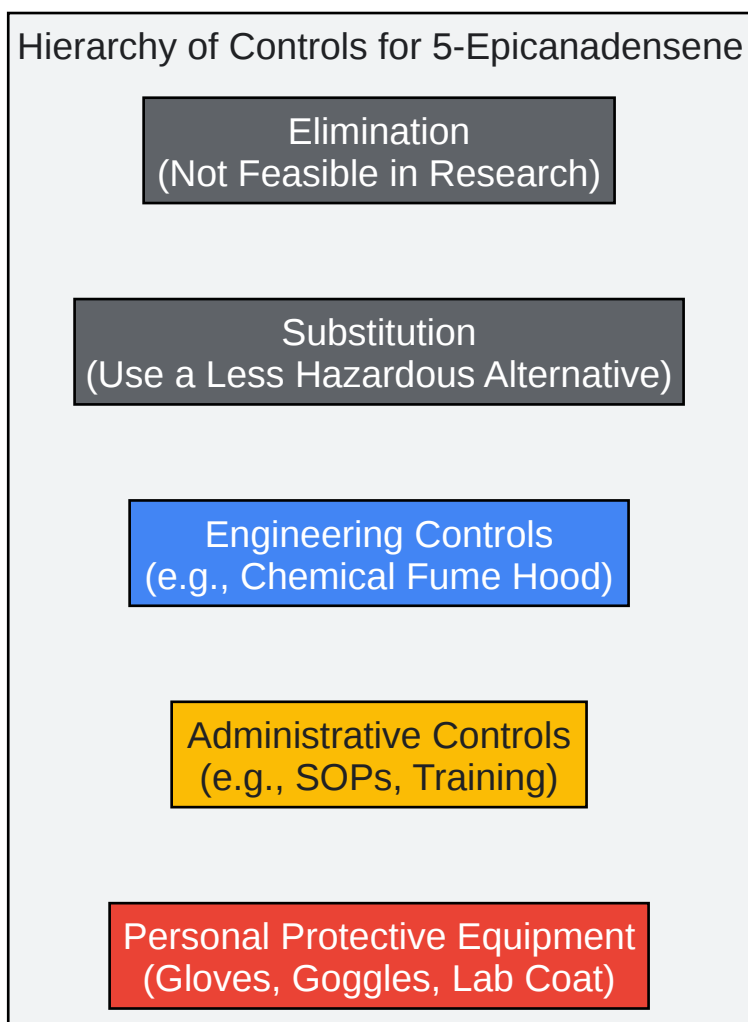 Hierarchy of Controls for 5-Epicanadensene
Elimination
(Not Feasible in Research)
Substitution
(Use a Less Hazardous Alternative)
Engineering Controls
(e.g., Chemical Fume Hood)
Administrative Controls
(e.g., SOPs, Training)
Personal Protective Equipment
(Gloves, Goggles, Lab Coat)